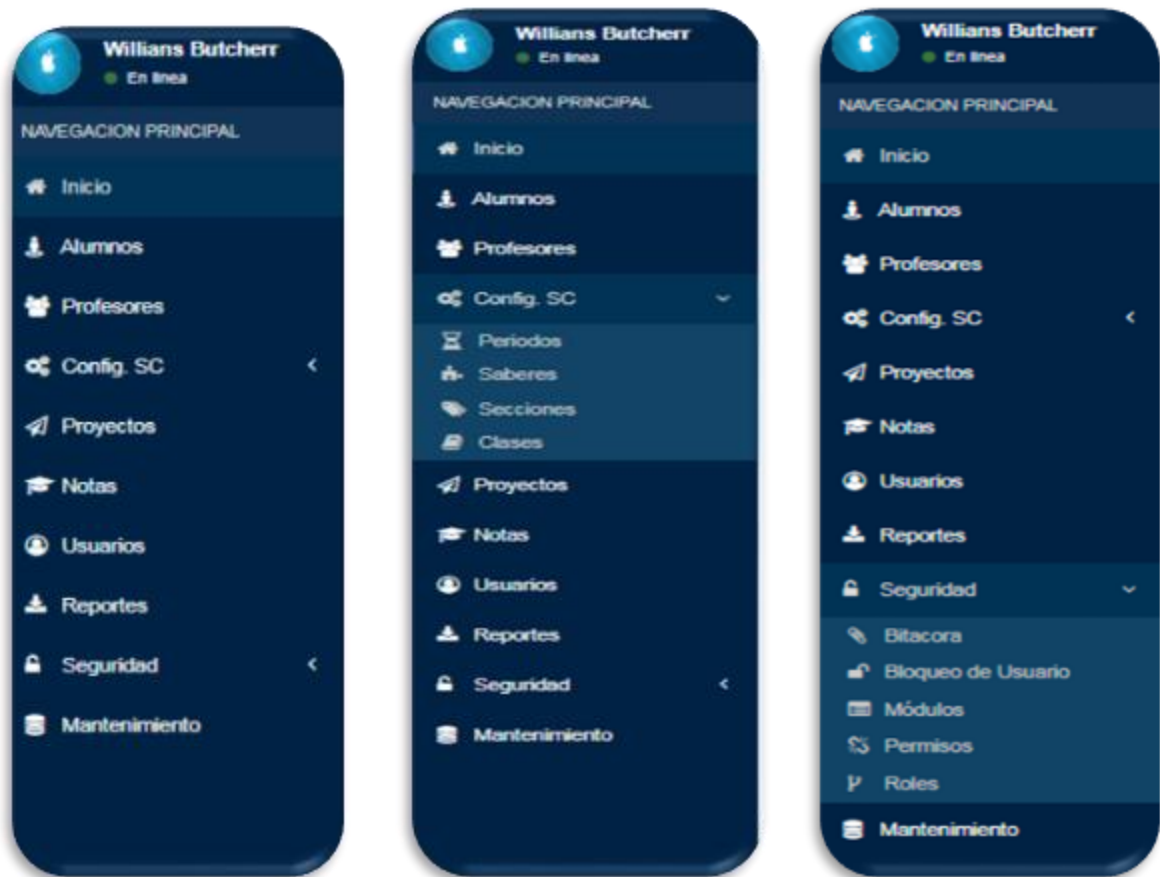 Willians Butcherr
En linea
NAVEGACION PRINCIPAL
Inicio
Alumnos
Profesores
Config. SC
Proyectos
Notas
Usuarios
Reportes
Seguridad
Mantenimiento
Willians Butcherr
En linea
NAVEGACION PRINCIPAL
Inicio
Alumnos
Profesores
Config. SC
Periodos
Saberes
Secciones
Clases
Proyectos
Notas
Usuarios
Reportes
Seguridad
Mantenimiento
Willians Butcherr
En linea
NAVEGACION PRINCIPAL
Inicio
Alumnos
Profesores
Config. SC
Proyectos
Notas
Usuarios
Reportes
Seguridad
Bitacora
Bloqueo de Usuario
Módulos
Permisos
Roles
Mantenimiento